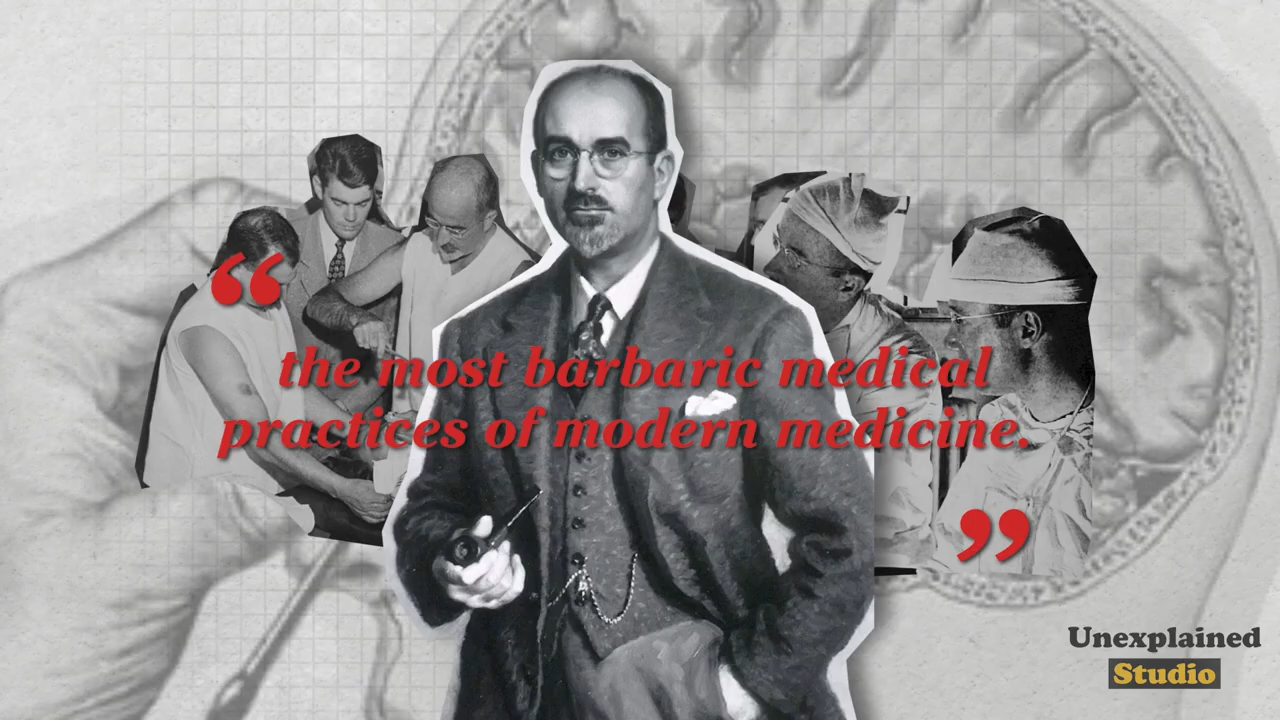 “
the most barbaric medical
practices of modern medicine.
”
Unexplained
Studio